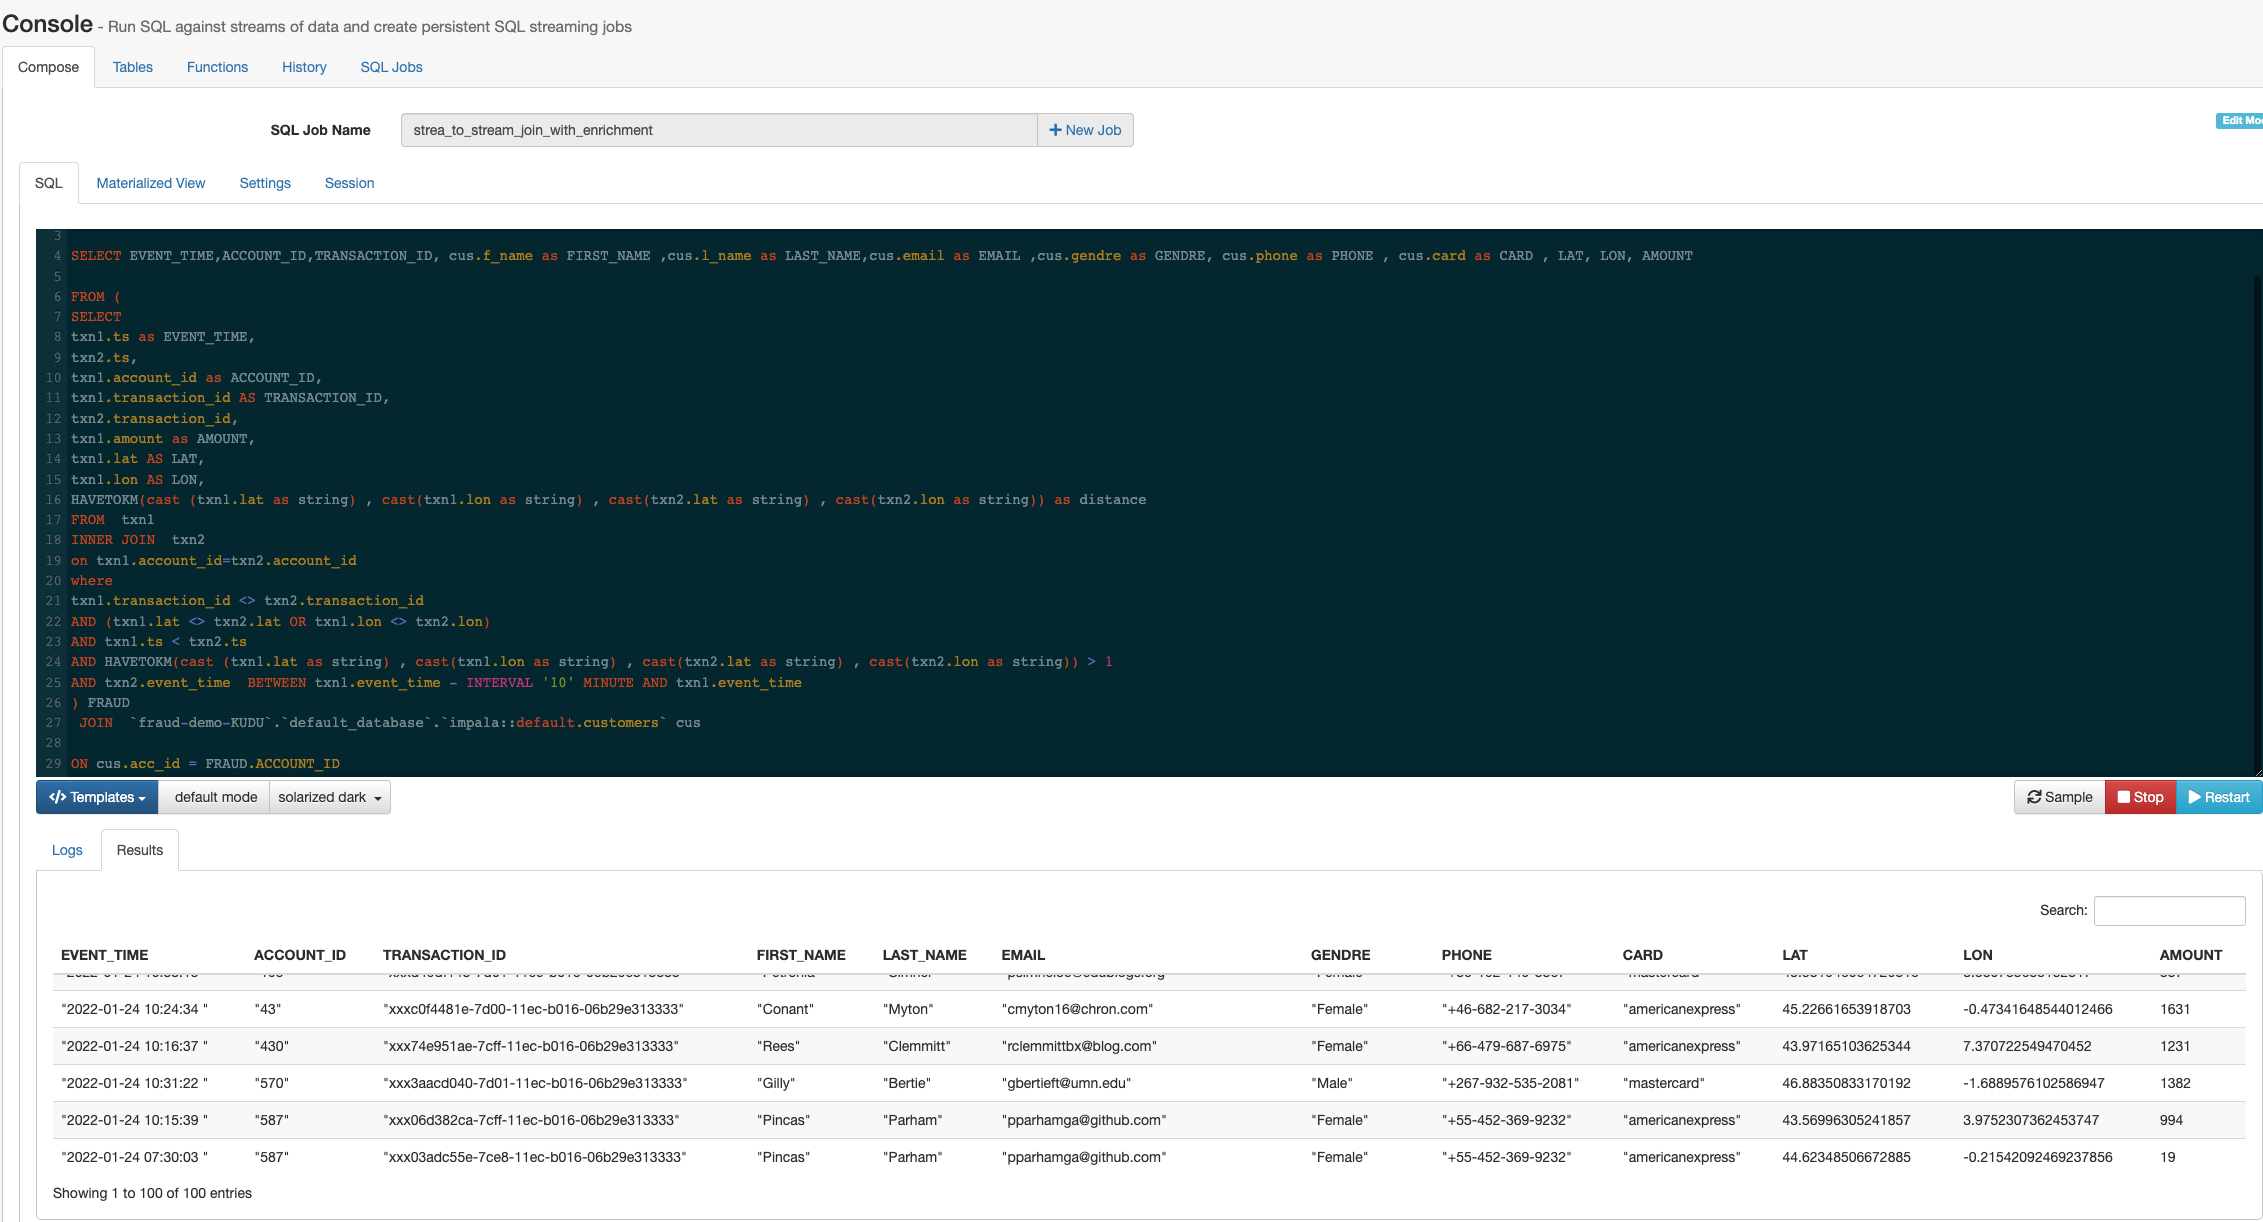 Console - Run SQL against streams of data and create persistent SQL streaming jobs
Compose Tables Functions History SQL Jobs
SQL Job Name strea_to_stream_join_with_enrichment + New Job
Edit
SQL Materialized View Settings Session
3
4 SELECT EVENT_TIME,ACCOUNT_ID,TRANSACTION_ID, cus.f_name as FIRST_NAME ,cus.l_name as LAST_NAME,cus.email as EMAIL ,cus.gendre as GENDRE, cus.phone as PHONE , cus.card as CARD , LAT, LON, AMOUNT
5
6 FROM (
7 SELECT
8 txn1.ts as EVENT_TIME,
9 txn2.ts,
10 txn1.account_id as ACCOUNT_ID,
11 txn1.transaction_id AS TRANSACTION_ID,
12 txn2.transaction_id,
13 txn1.amount as AMOUNT,
14 txn1.lat AS LAT,
15 txn1.lon AS LON,
16 HAVETOKM(cast (txn1.lat as string) , cast(txn1.lon as string) , cast(txn2.lat as string) , cast(txn2.lon as string)) as distance
17 FROM  txn1
18 INNER JOIN  txn2
19 on txn1.account_id=txn2.account_id
20 where
21 txn1.transaction_id <> txn2.transaction_id
22 AND (txn1.lat <> txn2.lat OR txn1.lon <> txn2.lon)
23 AND txn1.ts < txn2.ts
24 AND HAVETOKM(cast (txn1.lat as string) , cast(txn1.lon as string) , cast(txn2.lat as string) , cast(txn2.lon as string)) > 1
25 AND txn2.event_time  BETWEEN txn1.event_time - INTERVAL '10' MINUTE AND txn1.event_time
26 ) FRAUD
27  JOIN  `fraud-demo-KUDU`.`default_database`.`impala::default.customers` cus
28
29 ON cus.acc_id = FRAUD.ACCOUNT_ID
</> Templates default mode solarized dark Sample Stop Restart
Logs Results
Search:
EVENT_TIME ACCOUNT_ID TRANSACTION_ID FIRST_NAME LAST_NAME EMAIL GENDRE PHONE CARD LAT LON AMOUNT
"2022-01-24 10:24:34 " "43" "xxxc0f4481e-7d00-11ec-b016-06b29e313333" "Conant" "Myton" "cmyton16@chron.com" "Female" "+46-682-217-3034" "americanexpress" 45.22661653918703 -0.47341648544012466 1631
"2022-01-24 10:16:37 " "430" "xxx74e951ae-7cff-11ec-b016-06b29e313333" "Rees" "Clemmitt" "rclemmittbx@blog.com" "Female" "+66-479-687-6975" "americanexpress" 43.97165103625344 7.370722549470452 1231
"2022-01-24 10:31:22 " "570" "xxx3aacd040-7d01-11ec-b016-06b29e313333" "Gilly" "Bertie" "gbertieft@umn.edu" "Male" "+267-932-535-2081" "mastercard" 46.88350833170192 -1.6889576102586947 1382
"2022-01-24 10:15:39 " "587" "xxx06d382ca-7cff-11ec-b016-06b29e313333" "Pincas" "Parham" "pparhamga@github.com" "Female" "+55-452-369-9232" "americanexpress" 43.56996305241857 3.9752307362453747 994
"2022-01-24 07:30:03 " "587" "xxx03adc55e-7ce8-11ec-b016-06b29e313333" "Pincas" "Parham" "pparhamga@github.com" "Female" "+55-452-369-9232" "americanexpress" 44.62348506672885 -0.21542092469237856 19
Showing 1 to 100 of 100 entries